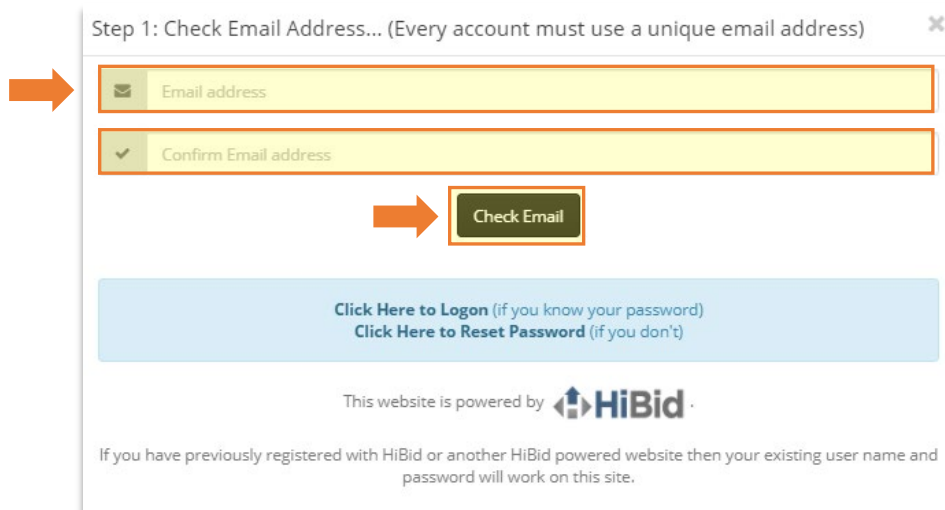 Step 1: Check Email Address... (Every account must use a unique email address)
Email address
Confirm Email address
Check Email
Click Here to Logon (if you know your password)
Click Here to Reset Password (if you don't)
This website is powered by HiBid .
If you have previously registered with HiBid or another HiBid powered website then your existing user name and
password will work on this site.